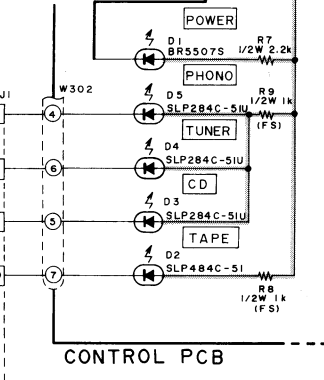 POWER
D1
BR5507S
R7
1/2W 2.2k
PHONO
J1
W302
D5
SLP284C-51U
R9
1/2W 1k
(FS)
4
TUNER
D4
SLP284C-51U
6
CD
D3
SLP284C-51U
5
TAPE
D2
SLP484C-51
7
R8
1/2W 1k
(FS)
CONTROL PCB